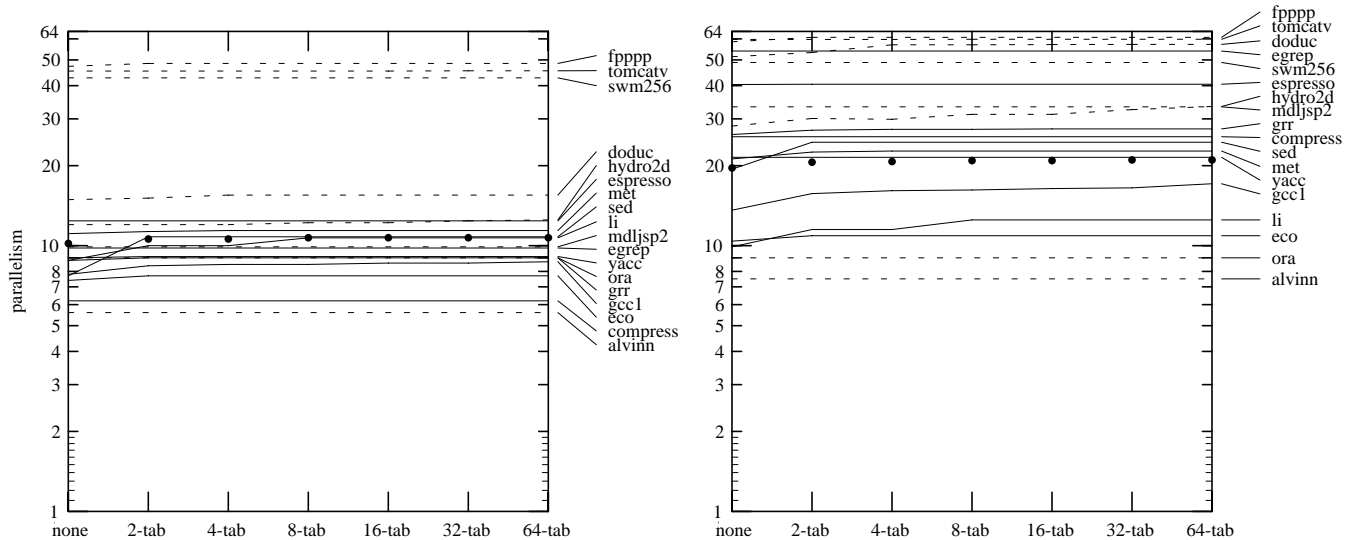 parallelism
64
50
40
30
20
10
8
7
6
5
4
3
2
1
none 2-tab 4-tab 8-tab 16-tab 32-tab 64-tab
fpppp
tomcatv
swm256
doduc
hydro2d
espresso
met
sed
li
mdljsp2
egrep
yacc
ora
grr
gcc1
eco
compress
alvinn
64
50
40
30
20
10
8
7
6
5
4
3
2
1
none 2-tab 4-tab 8-tab 16-tab 32-tab 64-tab
fpppp
tomcatv
doduc
egrep
swm256
espresso
hydro2d
mdljsp2
grr
compress
sed
met
yacc
gcc1
li
eco
ora
alvinn